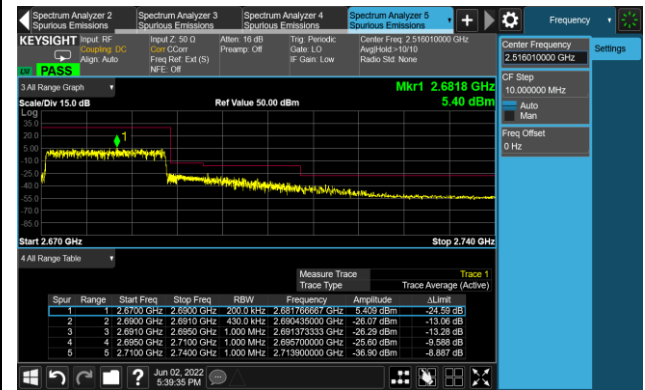 Spectrum Analyzer 2
Spurious Emissions
Spectrum Analyzer 3
Spurious Emissions
Spectrum Analyzer 4
Spurious Emissions
Spectrum Analyzer 5
Spurious Emissions
Frequency
KEYSIGHT
Input: RF
Coupling: DC
Align: Auto
Input Z: 50 Ω
Corr CCorr
Freq Ref: Ext (S)
NFE: Off
Atten: 16 dB
Preamp: Off
Trig: Periodic
Gate: LO
IF Gain: Low
Center Freq: 2.516010000 GHz
Avg|Hold:>10/10
Radio Std: None
PASS
Center Frequency
2.516010000 GHz
Settings
CF Step
10.000000 MHz
Auto
Man
Freq Offset
0 Hz
3 All Range Graph
Mkr1 2.6818 GHz
5.40 dBm
Scale/Div 15.0 dB
Ref Value 50.00 dBm
Log
35.0
20.0
5.00
-10.0
-25.0
-40.0
-55.0
-70.0
-85.0
1
Start 2.670 GHz
Stop 2.740 GHz
4 All Range Table
Measure Trace Trace 1
Trace Type Trace Average (Active)
Spur Range Start Freq Stop Freq RBW Frequency Amplitude ΔLimit
1 1 2.6700 GHz 2.6900 GHz 200.0 kHz 2.681766667 GHz 5.409 dBm -24.59 dB
2 2 2.6900 GHz 2.6910 GHz 430.0 kHz 2.690435000 GHz -26.07 dBm -13.06 dB
3 3 2.6910 GHz 2.6950 GHz 1.000 MHz 2.691373333 GHz -26.29 dBm -13.28 dB
4 4 2.6950 GHz 2.7100 GHz 1.000 MHz 2.695700000 GHz -25.60 dBm -9.588 dB
5 5 2.7100 GHz 2.7400 GHz 1.000 MHz 2.713900000 GHz -36.90 dBm -8.887 dB
Jun 02, 2022
5:39:35 PM